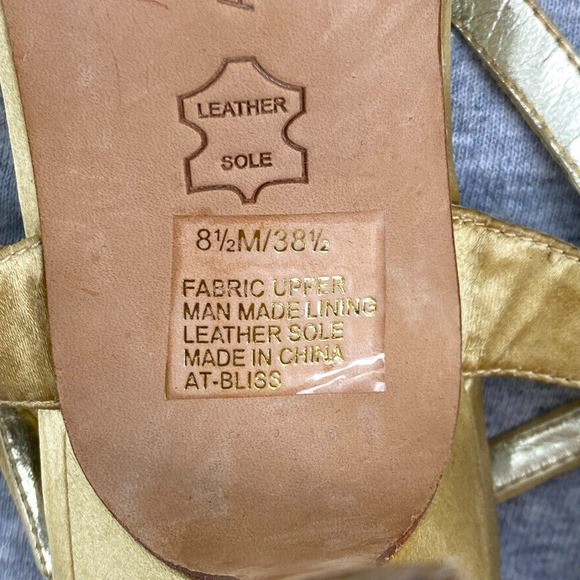 LEATHER
SOLE
8½M/38½
FABRIC UPPER
MAN MADE LINING
LEATHER SOLE
MADE IN CHINA
AT-BLISS